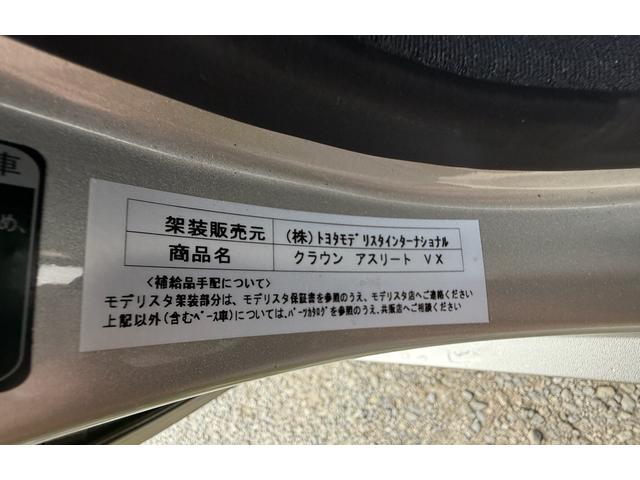 車
め、
架装販売元 (株)トヨタモデリスタインターナショナル
商品名 クラウン アスリート VX
<補給品手配について>
モデリスタ架装部分は、モデリスタ保証書を参照のうえ、モデリスタ店へご連絡ください
上記以外(含むベース車)については、パーツカタログを参照のうえ、共販店へご相談ください